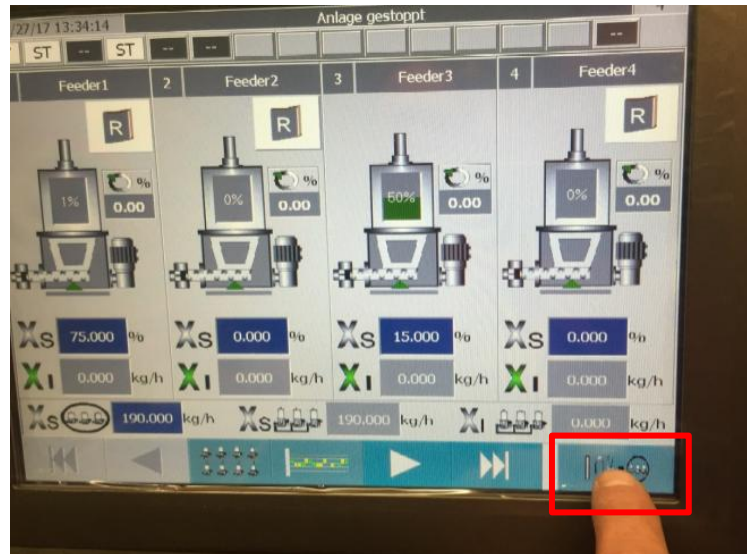 /27/17 13:34:14 Anlage gestoppt
ST -- ST -- -- --
Feeder1 2 Feeder2 3 Feeder3 4 Feeder4
R R R
% % % %
1% 0.00 0% 0.00 60% 0.00 0% 0.00
XS 75.000 % XS 0.000 % XS 15.000 % XS 0.000 %
XI 0.000 kg/h XI 0.000 kg/h XI 0.000 kg/h XI 0.000 kg/h
XS 190.000 kg/h XS 190.000 kg/h XI 0.000 kg/h